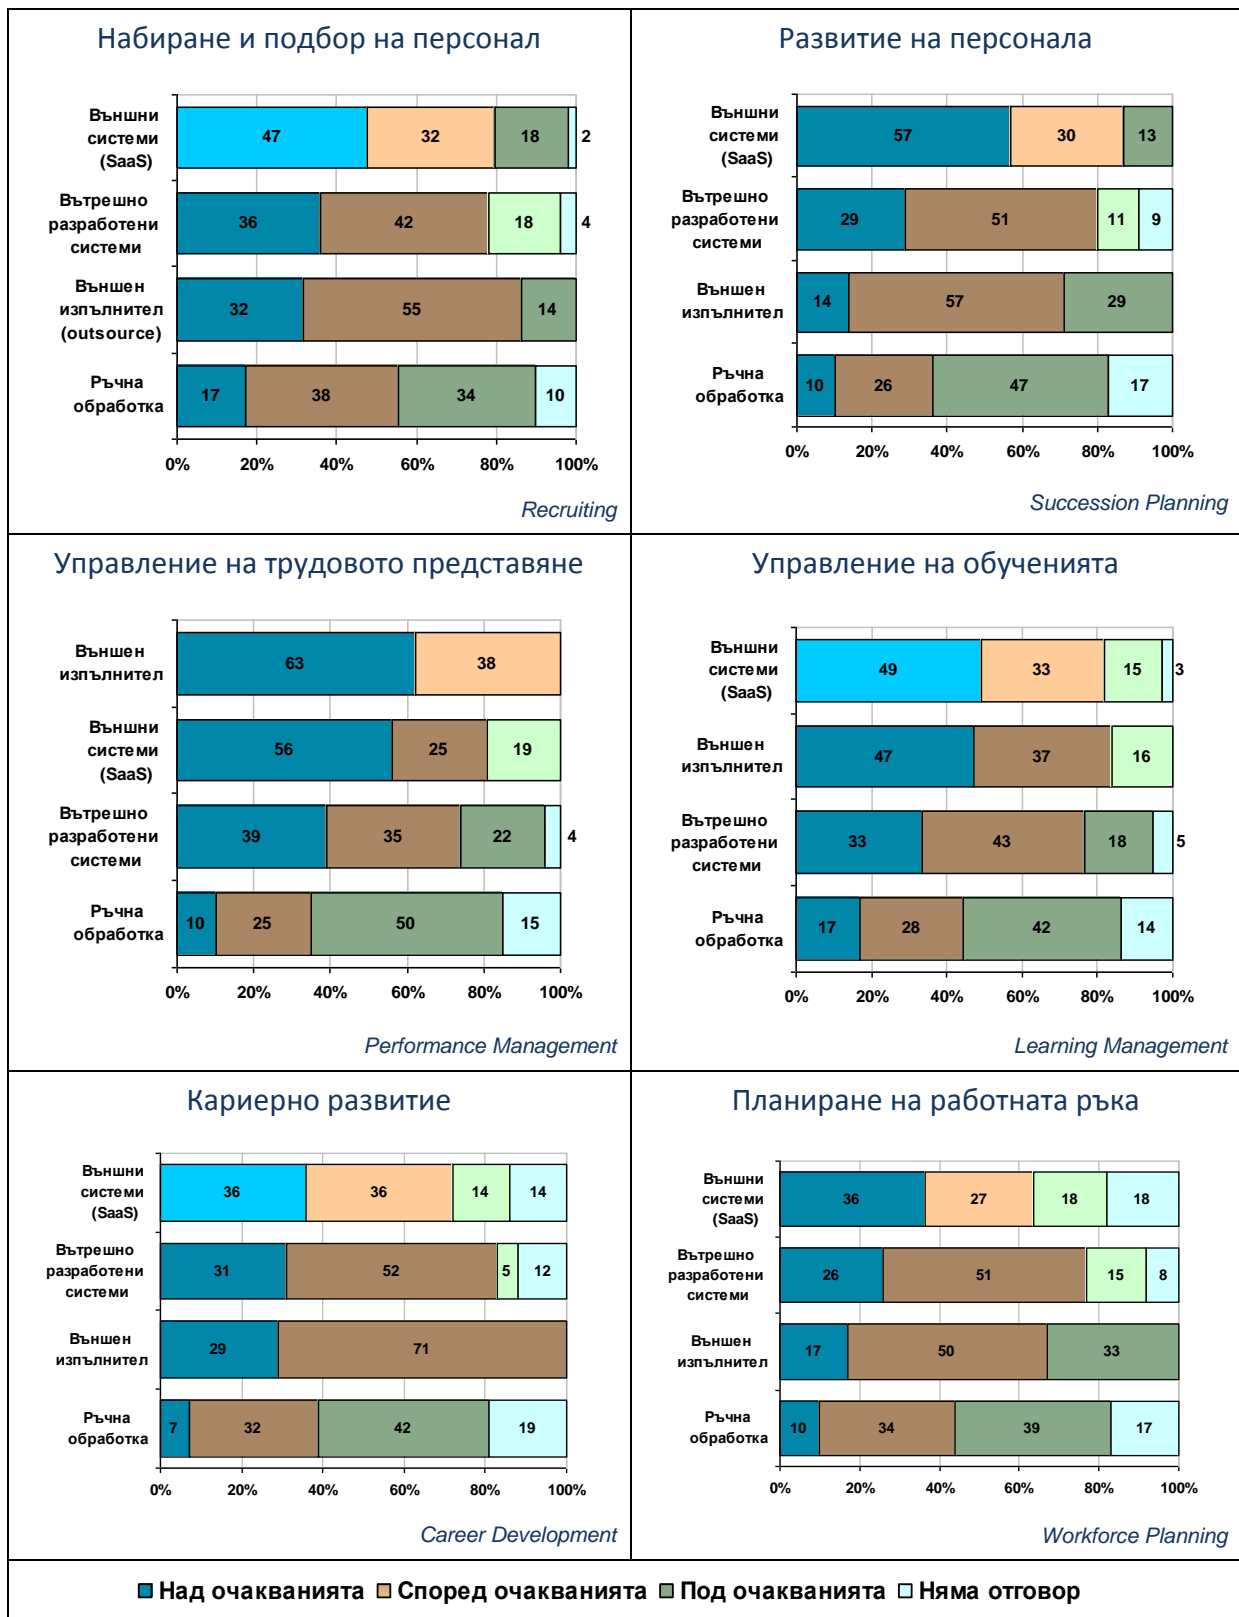 Набиране и подбор на персонал
Външни
системи
(SaaS)
47 32 18 2
Вътрешно
разработени
системи
36 42 18 4
Външен
изпълнител
(outsource)
32 55 14
Ръчна
обработка
17 38 34 10
0% 20% 40% 60% 80% 100%
Recruiting
Развитие на персонала
Външни
системи
(SaaS)
57 30 13
Вътрешно
разработени
системи
29 51 11 9
Външен
изпълнител
14 57 29
Ръчна
обработка
10 26 47 17
0% 20% 40% 60% 80% 100%
Succession Planning
Управление на трудовото представяне
Външен
изпълнител
63 38
Външни
системи
(SaaS)
56 25 19
Вътрешно
разработени
системи
39 35 22 4
Ръчна
обработка
10 25 50 15
0% 20% 40% 60% 80% 100%
Performance Management
Управление на обученията
Външни
системи
(SaaS)
49 33 15 3
Външен
изпълнител
47 37 16
Вътрешно
разработени
системи
33 43 18 5
Ръчна
обработка
17 28 42 14
0% 20% 40% 60% 80% 100%
Learning Management
Кариерно развитие
Външни
системи
(SaaS)
36 36 14 14
Вътрешно
разработени
системи
31 52 5 12
Външен
изпълнител
29 71
Ръчна
обработка
7 32 42 19
0% 20% 40% 60% 80% 100%
Career Development
Планиране на работната ръка
Външни
системи
(SaaS)
36 27 18 18
Вътрешно
разработени
системи
26 51 15 8
Външен
изпълнител
17 50 33
Ръчна
обработка
10 34 39 17
0% 20% 40% 60% 80% 100%
Workforce Planning
Над очакванията Според очакванията Под очакванията Няма отговор